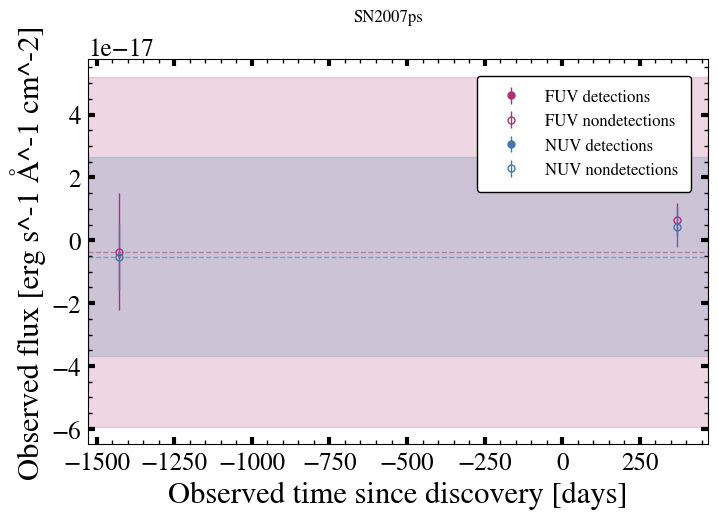 SN2007ps
1e−17
Observed flux [erg s^-1 Å^-1 cm^-2]
4
2
0
−2
−4
−6
FUV detections
FUV nondetections
NUV detections
NUV nondetections
−1500 −1250 −1000 −750 −500 −250 0 250
Observed time since discovery [days]